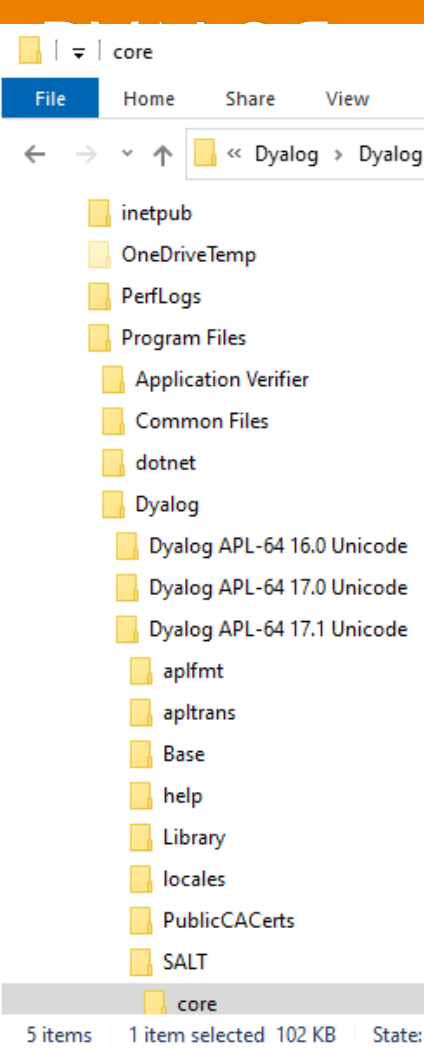 core
File Home Share View
« Dyalog > Dyalog
inetpub
OneDriveTemp
PerfLogs
Program Files
Application Verifier
Common Files
dotnet
Dyalog
Dyalog APL-64 16.0 Unicode
Dyalog APL-64 17.0 Unicode
Dyalog APL-64 17.1 Unicode
aplfmt
apltrans
Base
help
Library
locales
PublicCACerts
SALT
core
5 items 1 item selected 102 KB State: